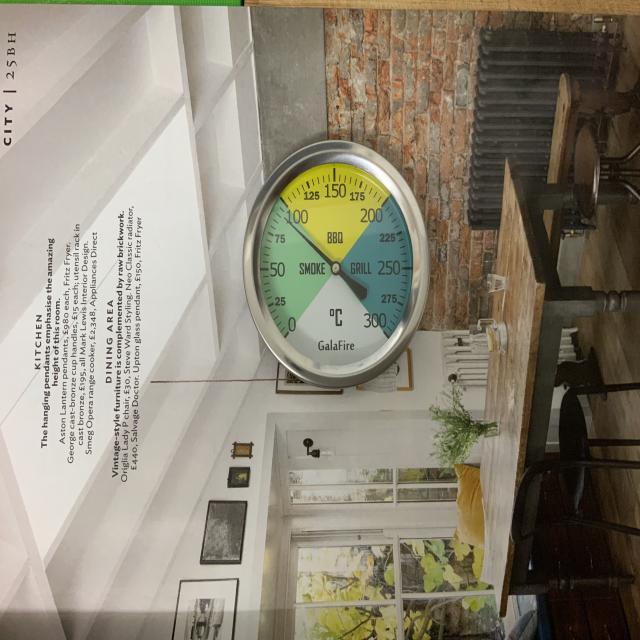 CITY | 25BH
KITCHEN
The hanging pendants emphasise the amazing
height of this room.
Aston Lantern pendants, £980 each, Fritz Fryer.
George cast-bronze cup handles, £15 each; utensil rack in
cast bronze, £195, all Mark Lewis Interior Design.
Smeg Opera range cooker, £2,348, Appliances Direct
DINING AREA
Vintage-style furniture is complemented by raw brickwork.
Origlia Lady P chair, £30, Steve Ward Styling. Neo Classic radiator,
£440, Salvage Doctor. Upton glass pendant, £150, Fritz Fryer
0 25 50 75 100 125 150 175 200 225 250 275 300
BBQ
SMOKE GRILL
°C
GalaFire